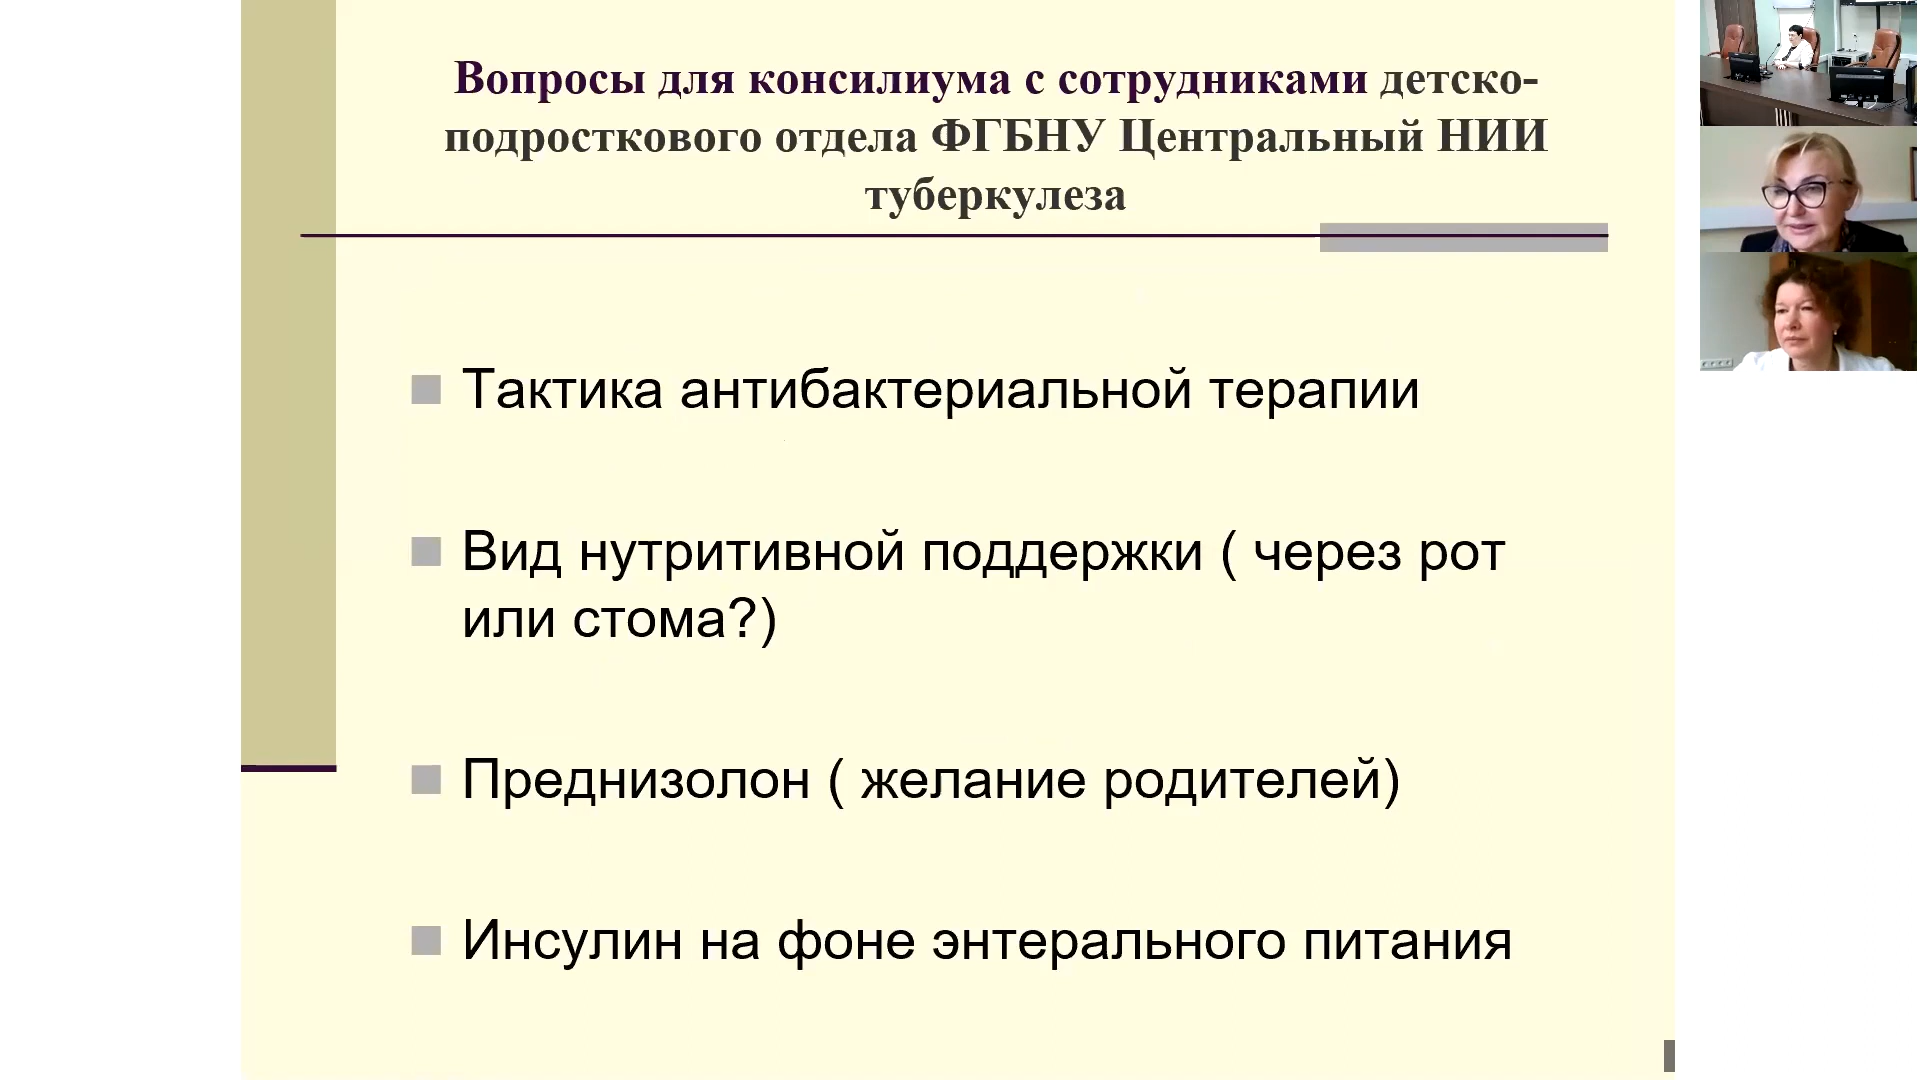 Вопросы для консилиума с сотрудниками детско-
подросткового отдела ФГБНУ Центральный НИИ
туберкулеза
Тактика антибактериальной терапии
Вид нутритивной поддержки ( через рот
или стома?)
Преднизолон ( желание родителей)
Инсулин на фоне энтерального питания